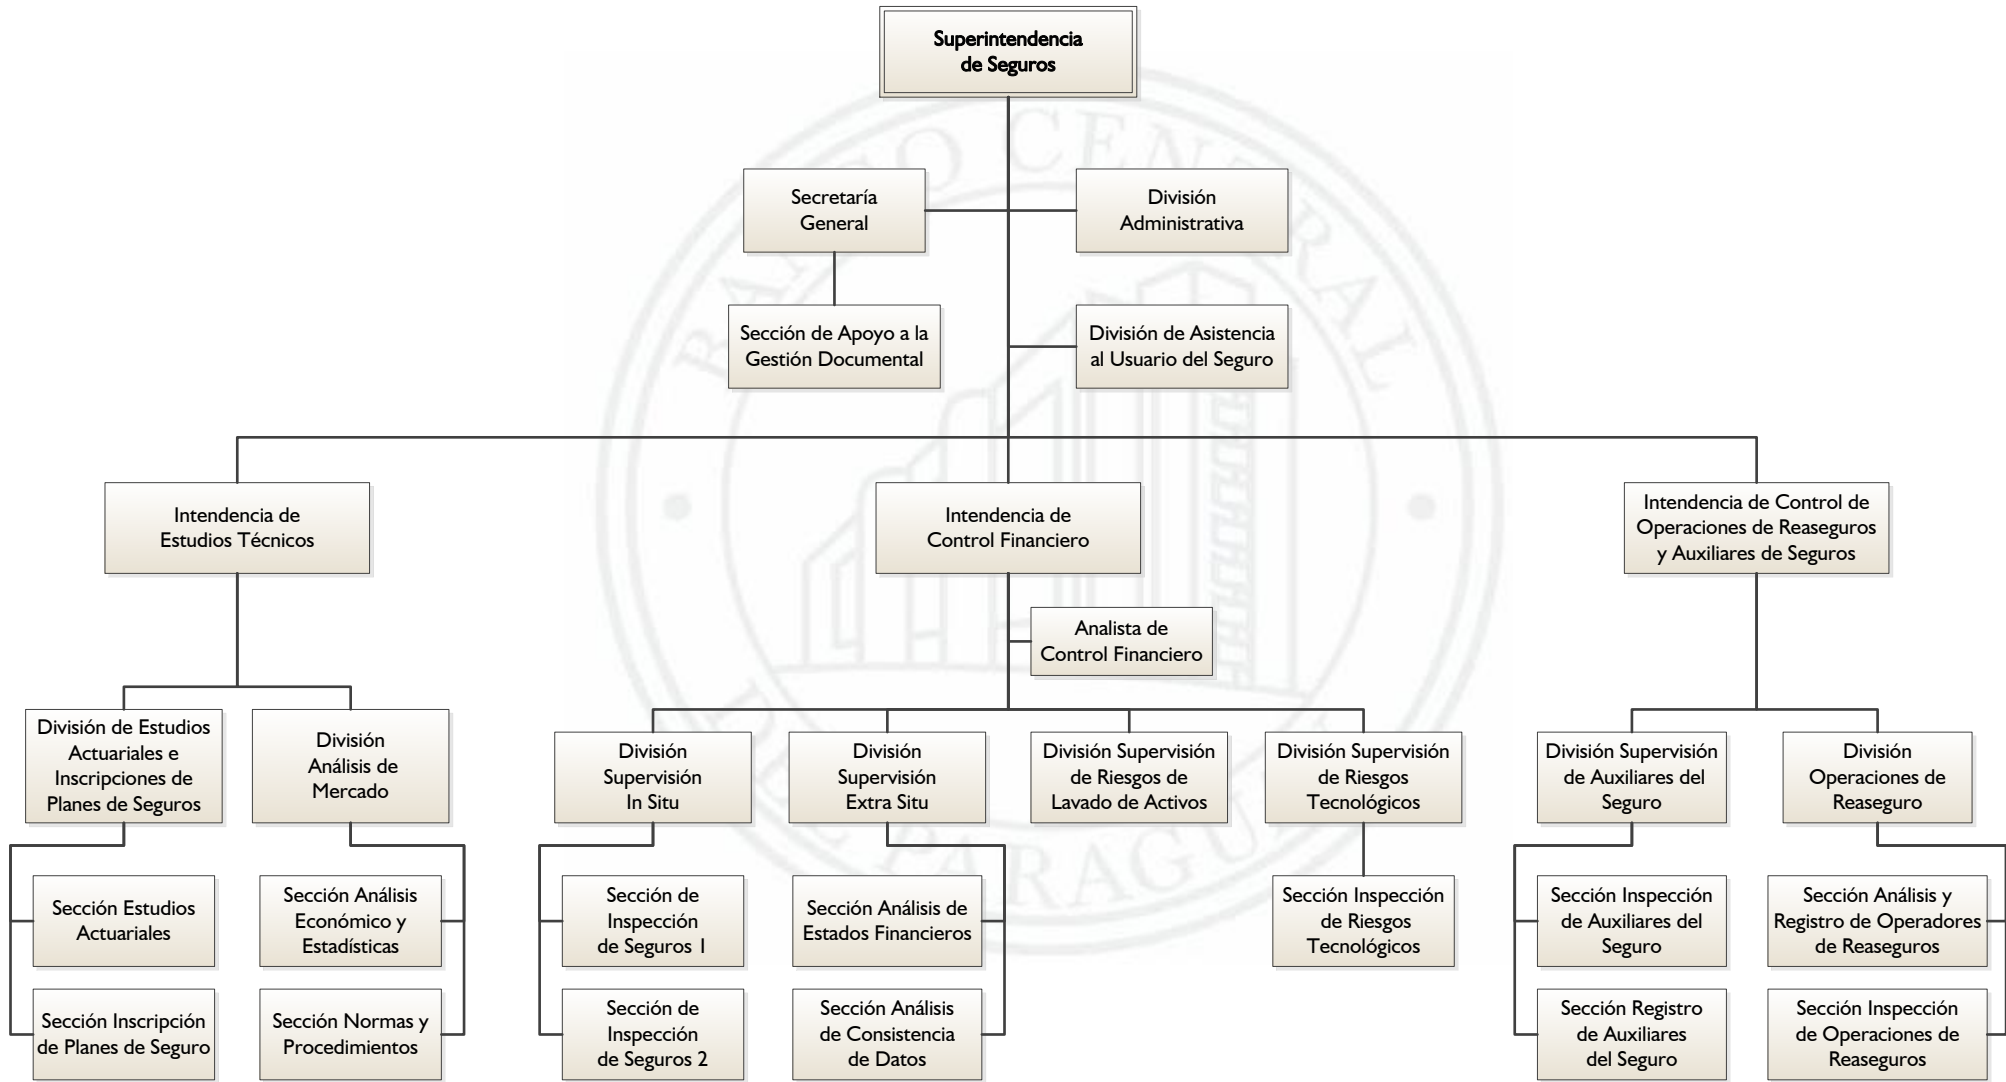 Superintendencia
de Seguros
Secretaría
General
División
Administrativa
Sección de Apoyo a la
Gestión Documental
División de Asistencia
al Usuario del Seguro
Intendencia de
Estudios Técnicos
Intendencia de
Control Financiero
Intendencia de Control de
Operaciones de Reaseguros
y Auxiliares de Seguros
Analista de
Control Financiero
División de Estudios
Actuariales e
Inscripciones de
Planes de Seguros
División
Análisis de
Mercado
División
Supervisión
In Situ
División
Supervisión
Extra Situ
División Supervisión
de Riesgos de
Lavado de Activos
División Supervisión
de Riesgos
Tecnológicos
División Supervisión
de Auxiliares del
Seguro
División
Operaciones de
Reaseguro
Sección Estudios
Actuariales
Sección Análisis
Económico y
Estadísticas
Sección de
Inspección
de Seguros 1
Sección Análisis de
Estados Financieros
Sección Inspección
de Riesgos
Tecnológicos
Sección Inspección
de Auxiliares del
Seguro
Sección Análisis y
Registro de Operadores
de Reaseguros
Sección Inscripción
de Planes de Seguro
Sección Normas y
Procedimientos
Sección de
Inspección
de Seguros 2
Sección Análisis
de Consistencia
de Datos
Sección Registro
de Auxiliares
del Seguro
Sección Inspección
de Operaciones de
Reaseguros
BANCO CENTRAL
DEL PARAGUAY